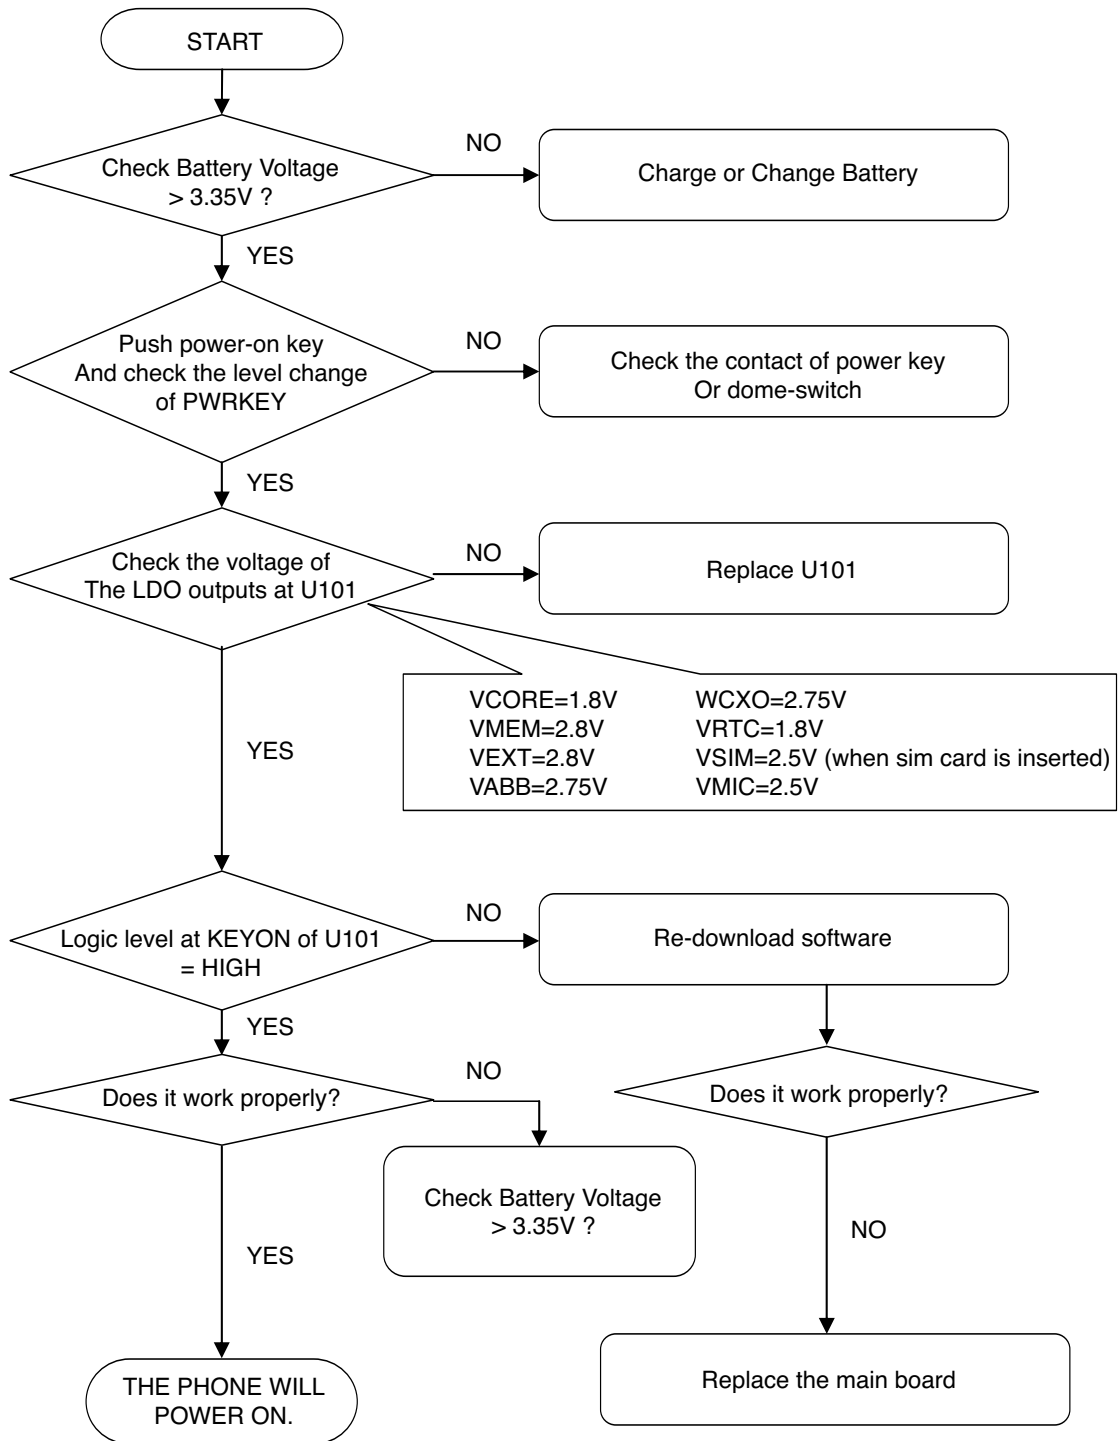 START
Check Battery Voltage
> 3.35V ?
NO
Charge or Change Battery
YES
Push power-on key
And check the level change
of PWRKEY
NO
Check the contact of power key
Or dome-switch
YES
Check the voltage of
The LDO outputs at U101
NO
Replace U101
VCORE=1.8V WCXO=2.75V
VMEM=2.8V VRTC=1.8V
VEXT=2.8V VSIM=2.5V (when sim card is inserted)
VABB=2.75V VMIC=2.5V
YES
Logic level at KEYON of U101
= HIGH
NO
Re-download software
YES
Does it work properly?
NO
Does it work properly?
Check Battery Voltage
> 3.35V ?
YES
NO
THE PHONE WILL
POWER ON.
Replace the main board